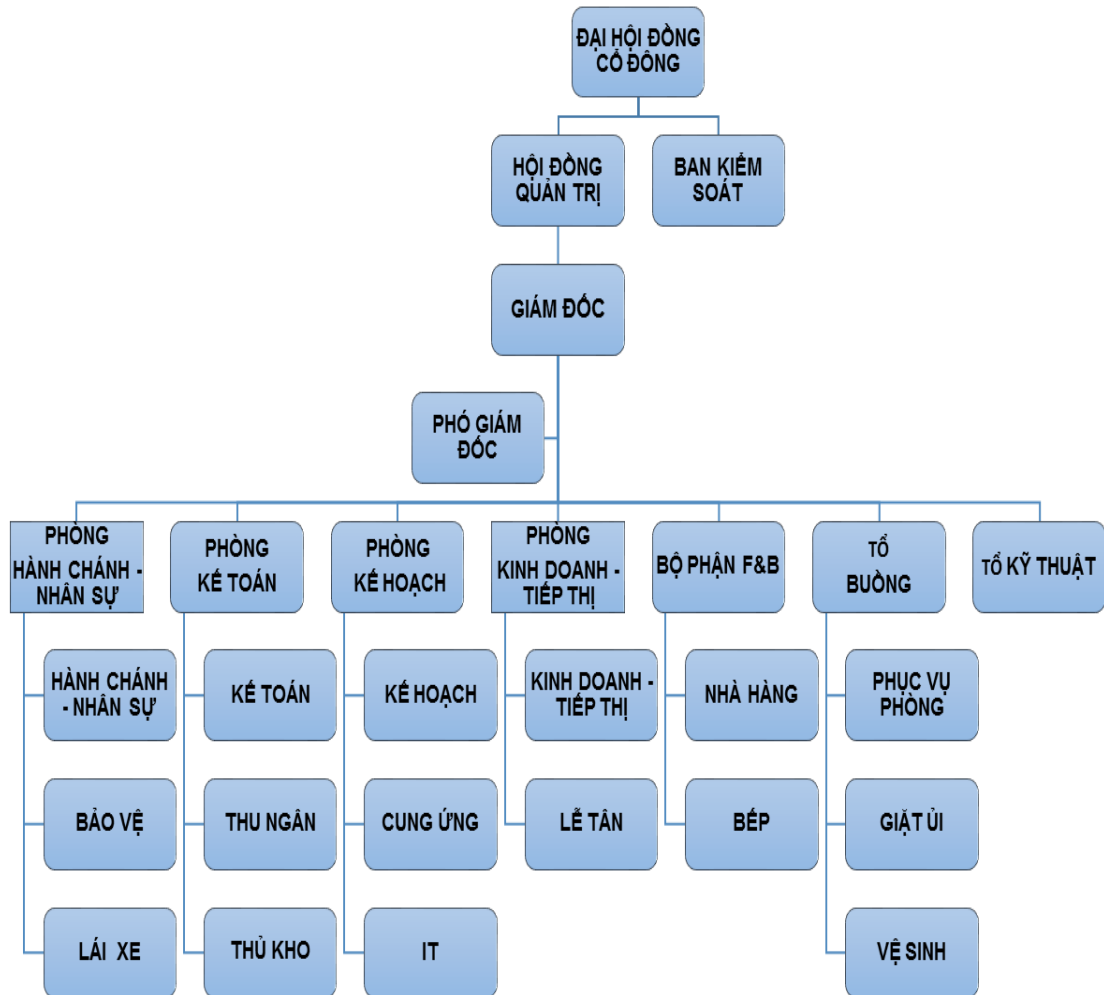 ĐẠI HỘI ĐỒNG
CỔ ĐÔNG
HỘI ĐỒNG
QUẢN TRỊ
BAN KIỂM
SOÁT
GIÁM ĐỐC
PHÓ GIÁM
ĐỐC
PHÒNG
HÀNH CHÁNH -
NHÂN SỰ
PHÒNG
KẾ TOÁN
PHÒNG
KẾ HOẠCH
PHÒNG
KINH DOANH -
TIẾP THỊ
BỘ PHẬN F&B
TỔ
BUỒNG
TỔ KỸ THUẬT
HÀNH CHÁNH
- NHÂN SỰ
KẾ TOÁN
KẾ HOẠCH
KINH DOANH -
TIẾP THỊ
NHÀ HÀNG
PHỤC VỤ
PHÒNG
BẢO VỆ
THU NGÂN
CUNG ỨNG
LỄ TÂN
BẾP
GIẶT ỦI
LÁI XE
THỦ KHO
IT
VỆ SINH